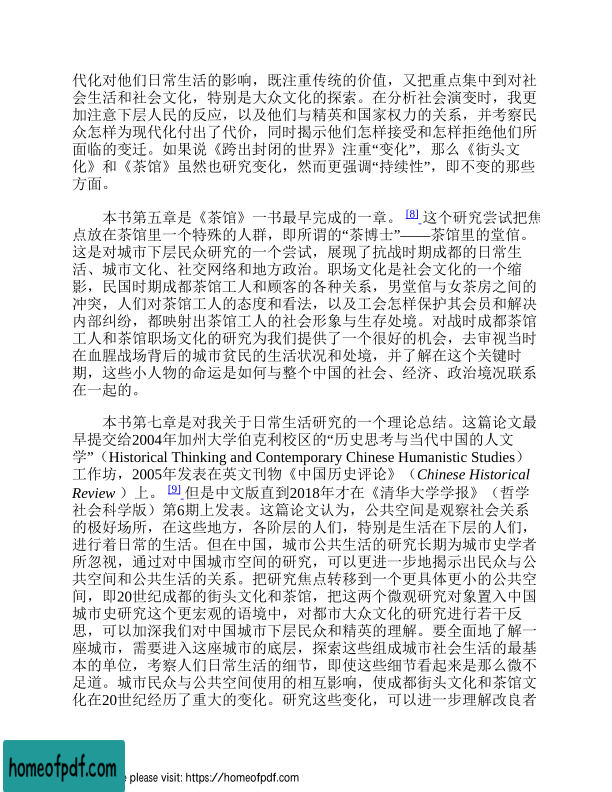 代化对他们日常生活的影响，既注重传统的价值，又把重点集中到对社
会生活和社会文化，特别是大众文化的探索。在分析社会演变时，我更
加注意下层人民的反应，以及他们与精英和国家权力的关系，并考察民
众怎样为现代化付出了代价，同时揭示他们怎样接受和怎样拒绝他们所
面临的变迁。如果说《跨出封闭的世界》注重“变化”，那么《街头文
化》和《茶馆》虽然也研究变化，然而更强调“持续性”，即不变的那些
方面。
本书第五章是《茶馆》一书最早完成的一章。 [8] 这个研究尝试把焦
点放在茶馆里一个特殊的人群，即所谓的“茶博士”——茶馆里的堂倌。
这是对城市下层民众研究的一个尝试，展现了抗战时期成都的日常生
活、城市文化、社交网络和地方政治。职场文化是社会文化的一个缩
影，民国时期成都茶馆工人和顾客的各种关系，男堂倌与女茶房之间的
冲突，人们对茶馆工人的态度和看法，以及工会怎样保护其会员和解决
内部纠纷，都映射出茶馆工人的社会形象与生存处境。对战时成都茶馆
工人和茶馆职场文化的研究为我们提供了一个很好的机会，去审视当时
在血腥战场背后的城市贫民的生活状况和处境，并了解在这个关键时
期，这些小人物的命运是如何与整个中国的社会、经济、政治境况联系
在一起的。
本书第七章是对我关于日常生活研究的一个理论总结。这篇论文最
早提交给2004年加州大学伯克利校区的“历史思考与当代中国的人文
学”（Historical Thinking and Contemporary Chinese Humanistic Studies）
工作坊，2005年发表在英文刊物《中国历史评论》（Chinese Historical
Review ）上。 [9] 但是中文版直到2018年才在《清华大学学报》（哲学
社会科学版）第6期上发表。这篇论文认为，公共空间是观察社会关系
的极好场所，在这些地方，各阶层的人们，特别是生活在下层的人们，
进行着日常的生活。但在中国，城市公共生活的研究长期为城市史学者
所忽视，通过对中国城市空间的研究，可以更进一步地揭示出民众与公
共空间和公共生活的关系。把研究焦点转移到一个更具体更小的公共空
间，即20世纪成都的街头文化和茶馆，把这两个微观研究对象置入中国
城市史研究这个更宏观的语境中，对都市大众文化的研究进行若干反
思，可以加深我们对中国城市下层民众和精英的理解。要全面地了解一
座城市，需要进入这座城市的底层，探索这些组成城市社会生活的最基
本的单位，考察人们日常生活的细节，即使这些细节看起来是那么微不
足道。城市民众与公共空间使用的相互影响，使成都街头文化和茶馆文
化在20世纪经历了重大的变化。研究这些变化，可以进一步理解改良者
homeofpdf.com
e please visit: https://homeofpdf.com